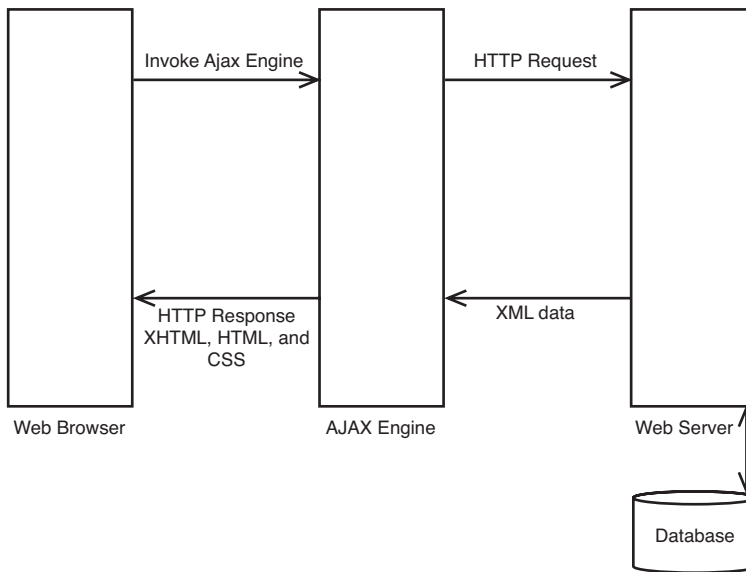 Invoke Ajax Engine
HTTP Request
HTTP Response
XHTML, HTML, and
CSS
XML data
Web Browser
AJAX Engine
Web Server
Database